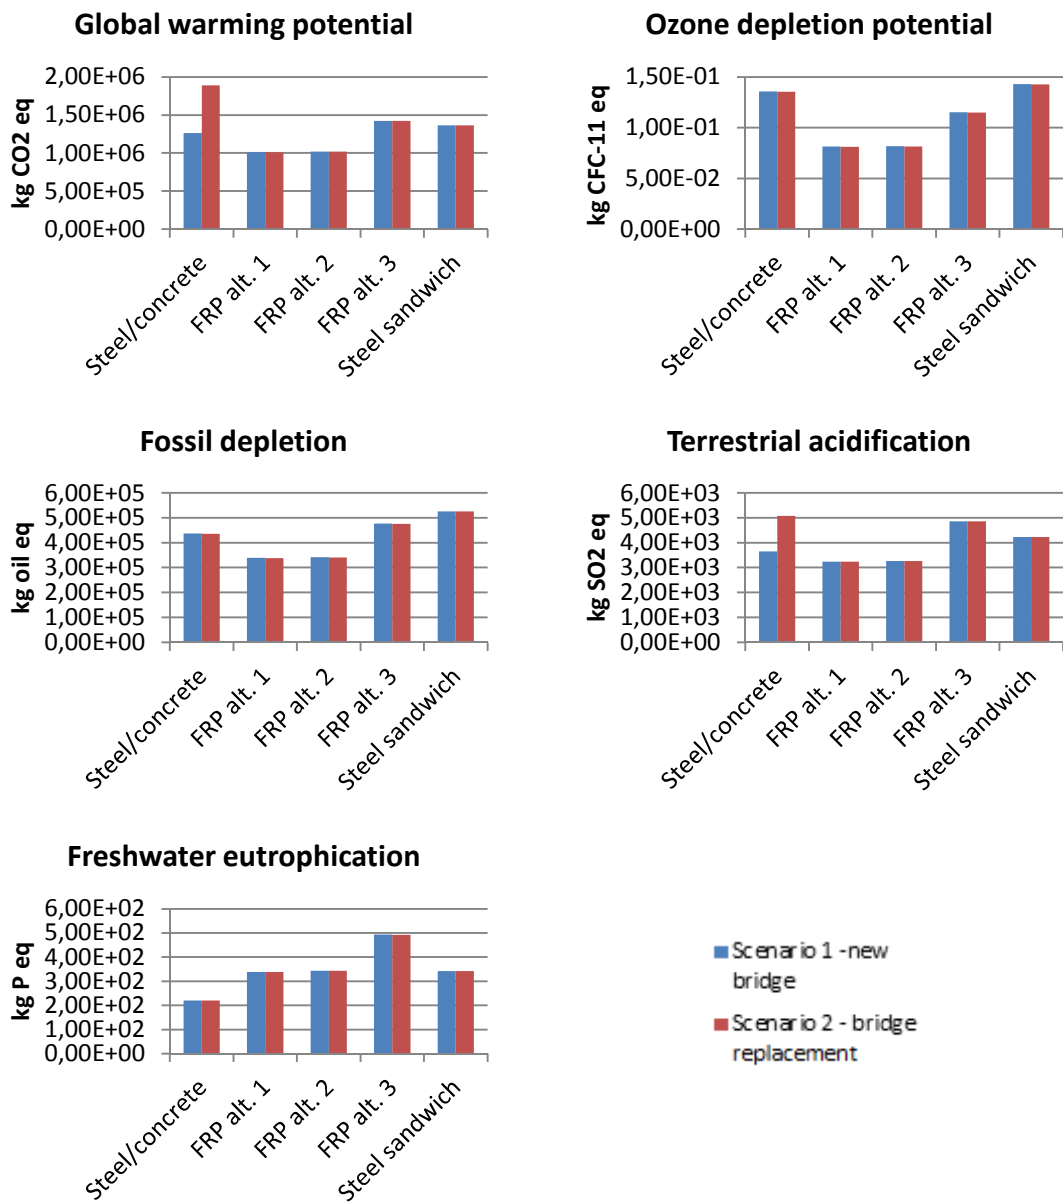 Global warming potential
kg CO2 eq
2,00E+06
1,50E+06
1,00E+06
5,00E+05
0,00E+00
Steel/concrete
FRP alt. 1
FRP alt. 2
FRP alt. 3
Steel sandwich
Ozone depletion potential
kg CFC-11 eq
1,50E-01
1,00E-01
5,00E-02
0,00E+00
Steel/concrete
FRP alt. 1
FRP alt. 2
FRP alt. 3
Steel sandwich
Fossil depletion
kg oil eq
6,00E+05
5,00E+05
4,00E+05
3,00E+05
2,00E+05
1,00E+05
0,00E+00
Steel/concrete
FRP alt. 1
FRP alt. 2
FRP alt. 3
Steel sandwich
Terrestrial acidification
kg SO2 eq
6,00E+03
5,00E+03
4,00E+03
3,00E+03
2,00E+03
1,00E+03
0,00E+00
Steel/concrete
FRP alt. 1
FRP alt. 2
FRP alt. 3
Steel sandwich
Freshwater eutrophication
kg P eq
6,00E+02
5,00E+02
4,00E+02
3,00E+02
2,00E+02
1,00E+02
0,00E+00
Steel/concrete
FRP alt. 1
FRP alt. 2
FRP alt. 3
Steel sandwich
Scenario 1 -new
bridge
Scenario 2 - bridge
replacement